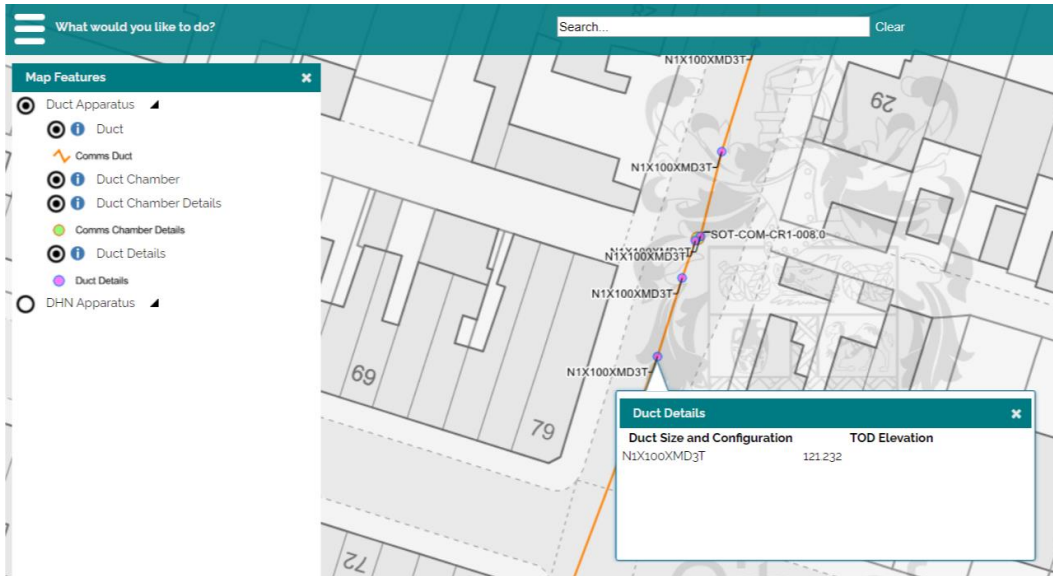 What would you like to do?
Search...
Clear
Map Features
Duct Apparatus
Duct
Comms Duct
Duct Chamber
Duct Chamber Details
Comms Chamber Details
Duct Details
Duct Details
DHN Apparatus
N1X100XMD3T
67
N1X100XMD3T
SOT-COM-CR1-008.0
N1X100XMD3T
N1X100XMD3T
N1X100XMD3T
69
N1X100XMD3T
79
72
Duct Details
Duct Size and Configuration TOD Elevation
N1X100XMD3T 121.232